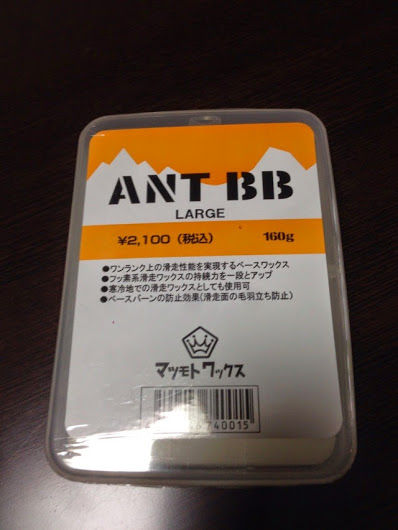 ANT BB
LARGE
¥2,100（税込） 160g
●ワンランク上の滑走性能を実現するベースワックス
●フッ素系滑走ワックスの持続力を一段とアップ
●寒冷地での滑走ワックスとしても使用可
●ベースバーンの防止効果(滑走面の毛羽立ち防止)
マツモトワックス
740015